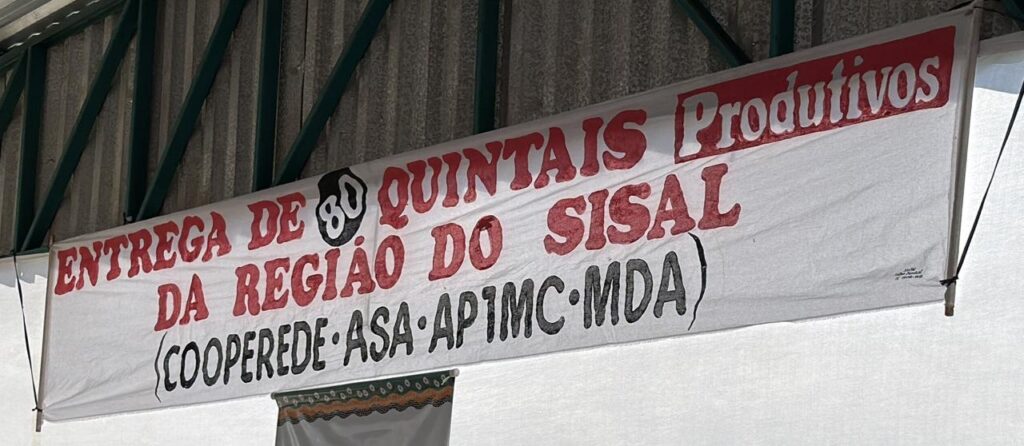 ENTREGA DE 80 QUINTAIS Produtivos
DA REGIÃO DO SISAL
(COOPEREDE·ASA·AP1MC·MDA)